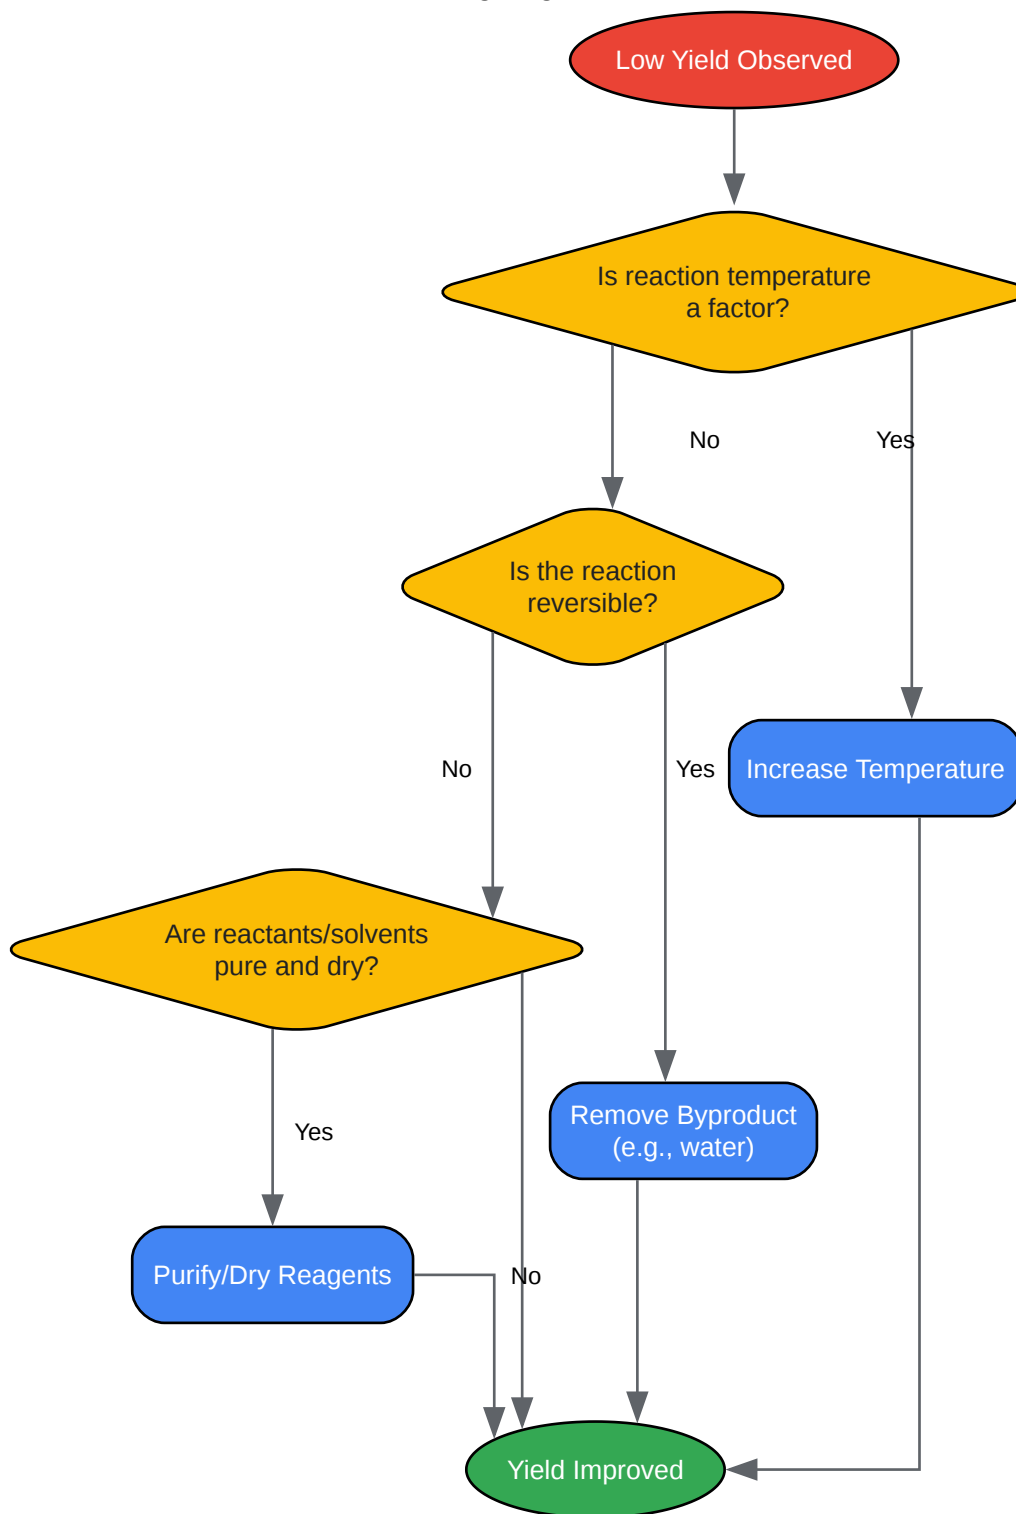 Low Yield Observed
Is reaction temperature
a factor?
No
Yes
Is the reaction
reversible?
No
Yes
Increase Temperature
Are reactants/solvents
pure and dry?
Remove Byproduct
(e.g., water)
Yes
Purify/Dry Reagents
No
Yield Improved